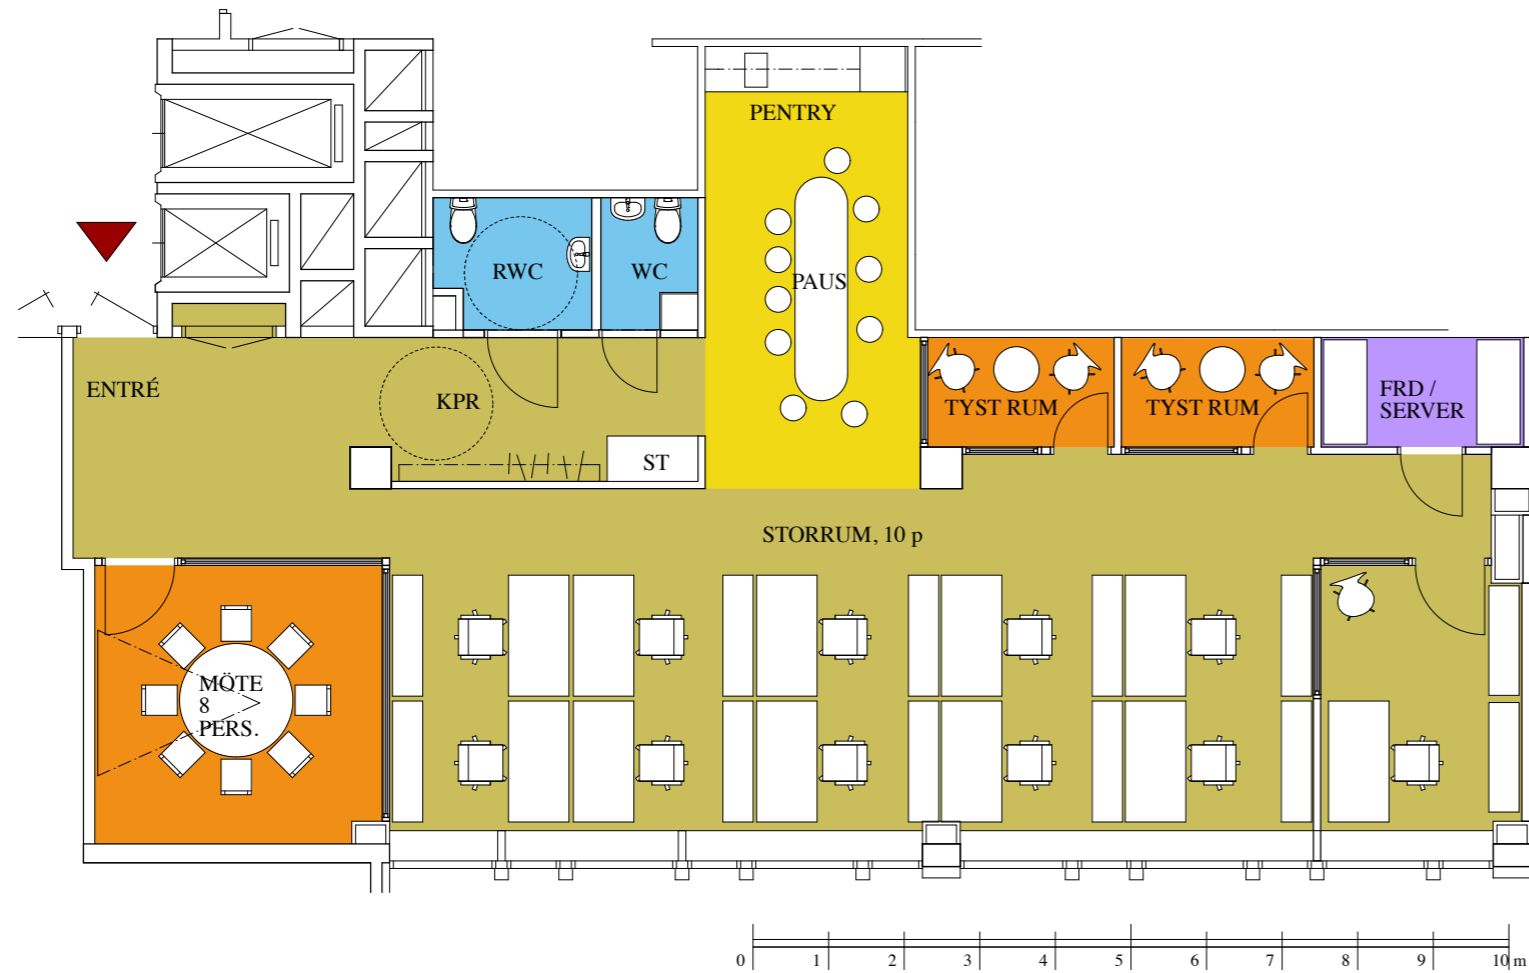 PENTRY
RWC
WC
PAUS
ENTRÉ
KPR
ST
TYST RUM
TYST RUM
FRD /
SERVER
STORRUM, 10 p
MÖTE
8
PERS.
0 1 2 3 4 5 6 7 8 9 10 m